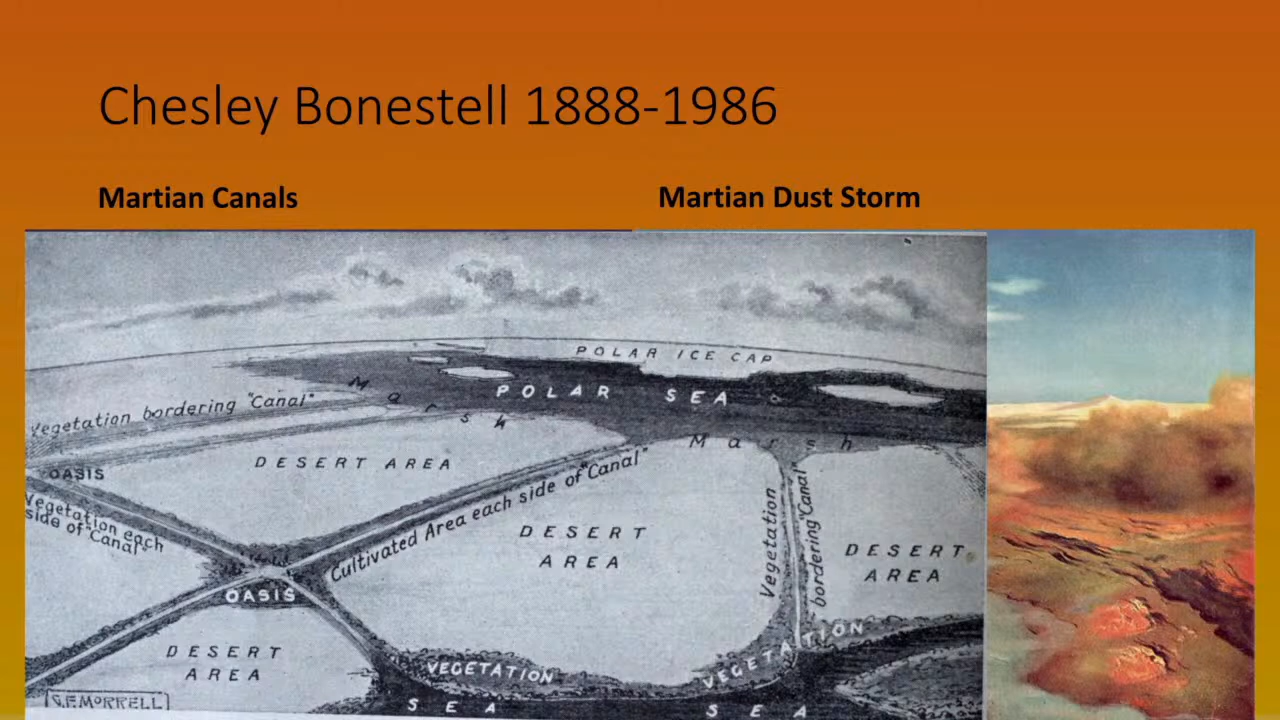 Chesley Bonestell 1888-1986
Martian Canals
Martian Dust Storm
POLAR ICE CAP
POLAR SEA
Marsh
Vegetation bordering "Canal"
Marsh
DESERT AREA
OASIS
Vegetation each
side of "Canal"
Cultivated Area each side of "Canal"
DESERT
AREA
Vegetation
bordering "Canal"
DESERT
AREA
OASIS
DESERT
AREA
VEGETATION
VEGETATION
SEA
SEA
G.F.MORRELL